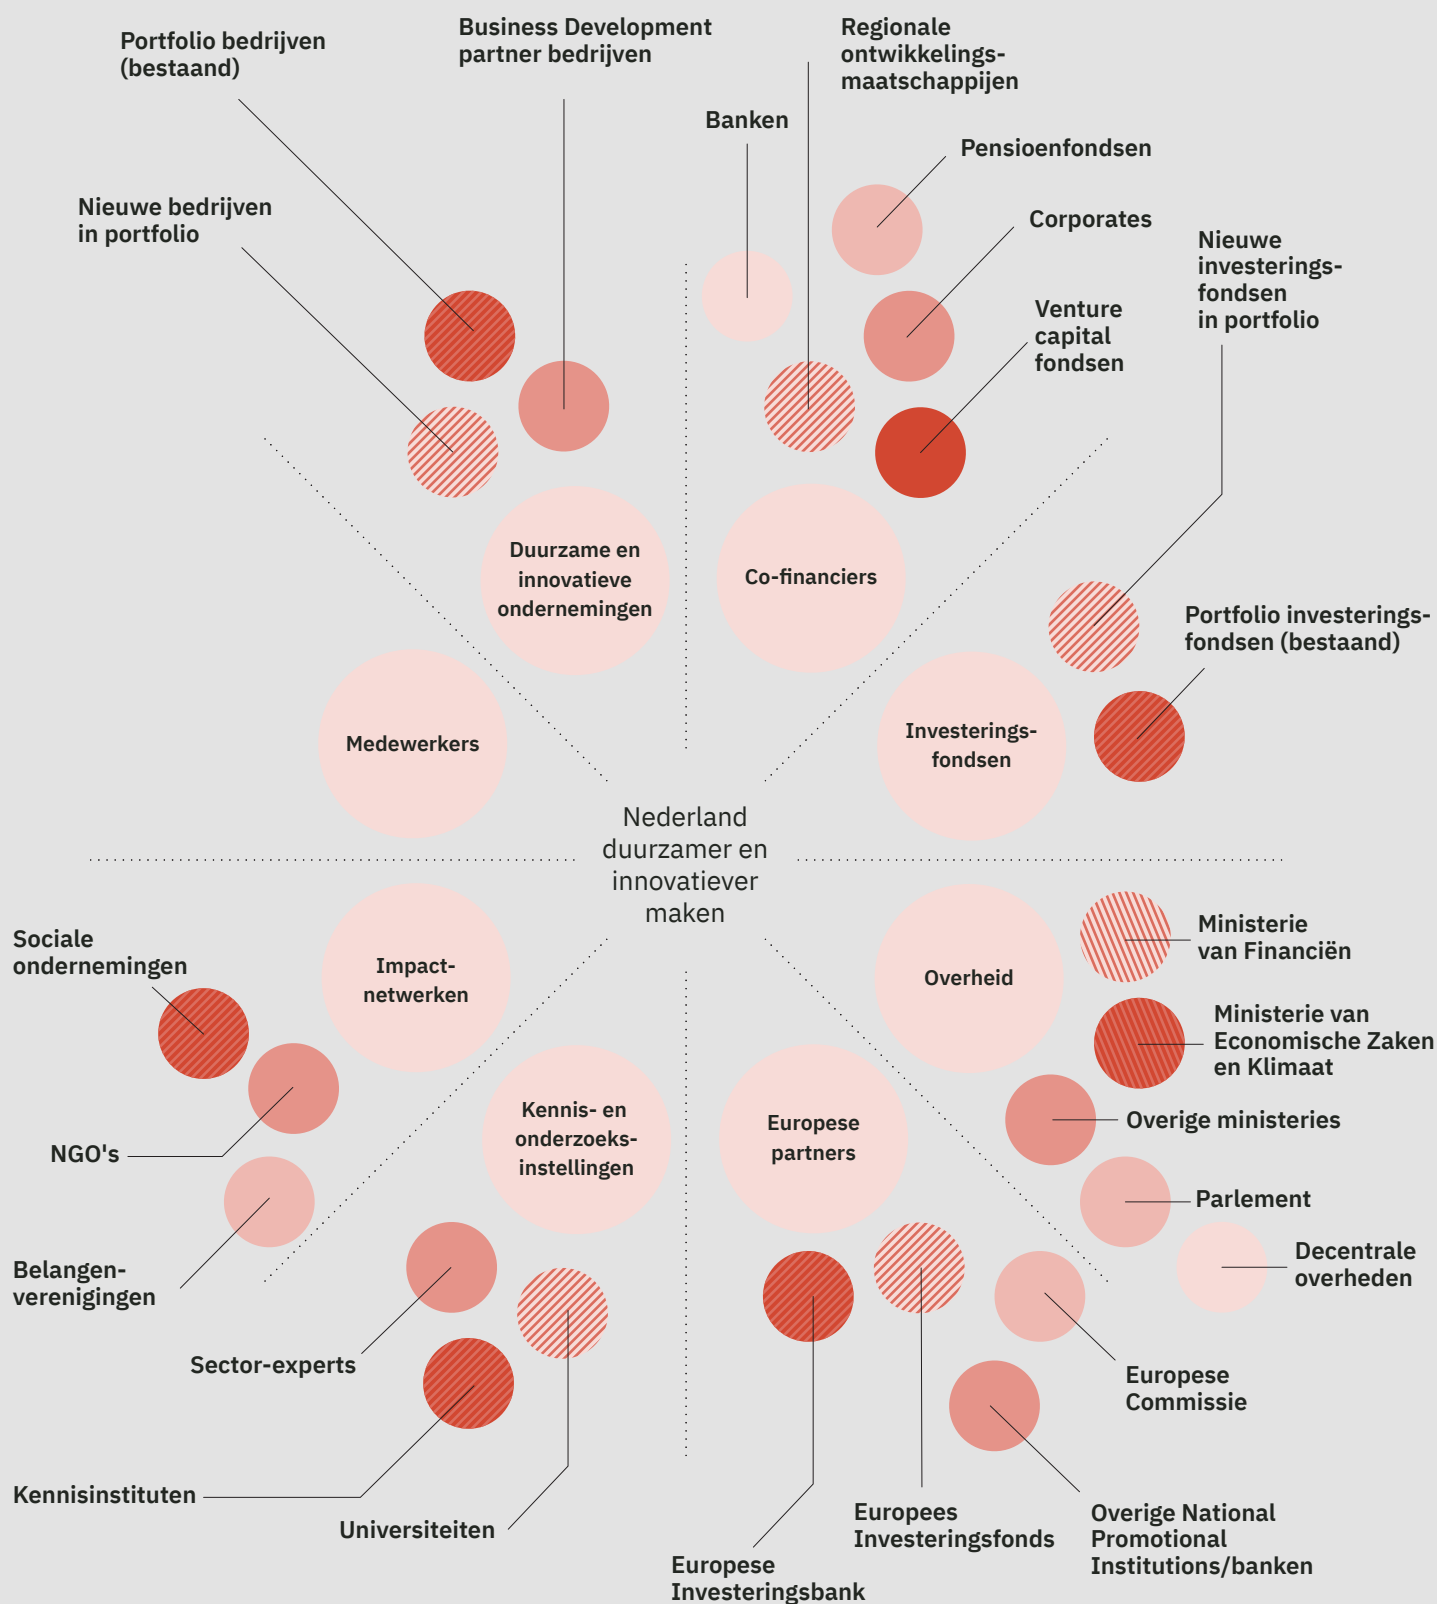 Portfolio bedrijven
(bestaand)
Business Development
partner bedrijven
Regionale
ontwikkelings-
maatschappijen
Banken
Pensioenfondsen
Nieuwe bedrijven
in portfolio
Corporates
Nieuwe
investerings-
fondsen
in portfolio
Venture
capital
fondsen
Duurzame en
innovatieve
ondernemingen
Co-financiers
Portfolio investerings-
fondsen (bestaand)
Medewerkers
Investerings-
fondsen
Nederland
duurzamer en
innovatiever
maken
Sociale
ondernemingen
Impact-
netwerken
Overheid
Ministerie
van Financiën
Ministerie van
Economische Zaken
en Klimaat
NGO's
Kennis- en
onderzoeks-
instellingen
Europese
partners
Overige ministeries
Parlement
Belangen-
verenigingen
Decentrale
overheden
Sector-experts
Europese
Commissie
Kennisinstituten
Universiteiten
Europees
Investeringsfonds
Overige National
Promotional
Institutions/banken
Europese
Investeringsbank